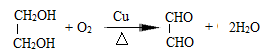 CH₂OH CHO
+ O₂ Cu △ + 2H₂O
CH₂OH CHO